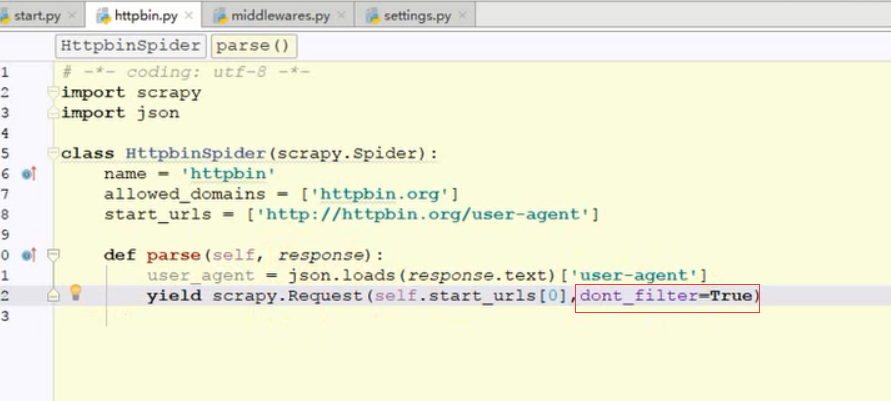 start.py httpbin.py middlewares.py settings.py
HttpbinSpider parse()
1 # -*- coding: utf-8 -*-
2 import scrapy
3 import json
4
5 class HttpbinSpider(scrapy.Spider):
6 name = 'httpbin'
7 allowed_domains = ['httpbin.org']
8 start_urls = ['http://httpbin.org/user-agent']
9
0 def parse(self, response):
1 user_agent = json.loads(response.text)['user-agent']
2 yield scrapy.Request(self.start_urls[0],dont_filter=True)
3